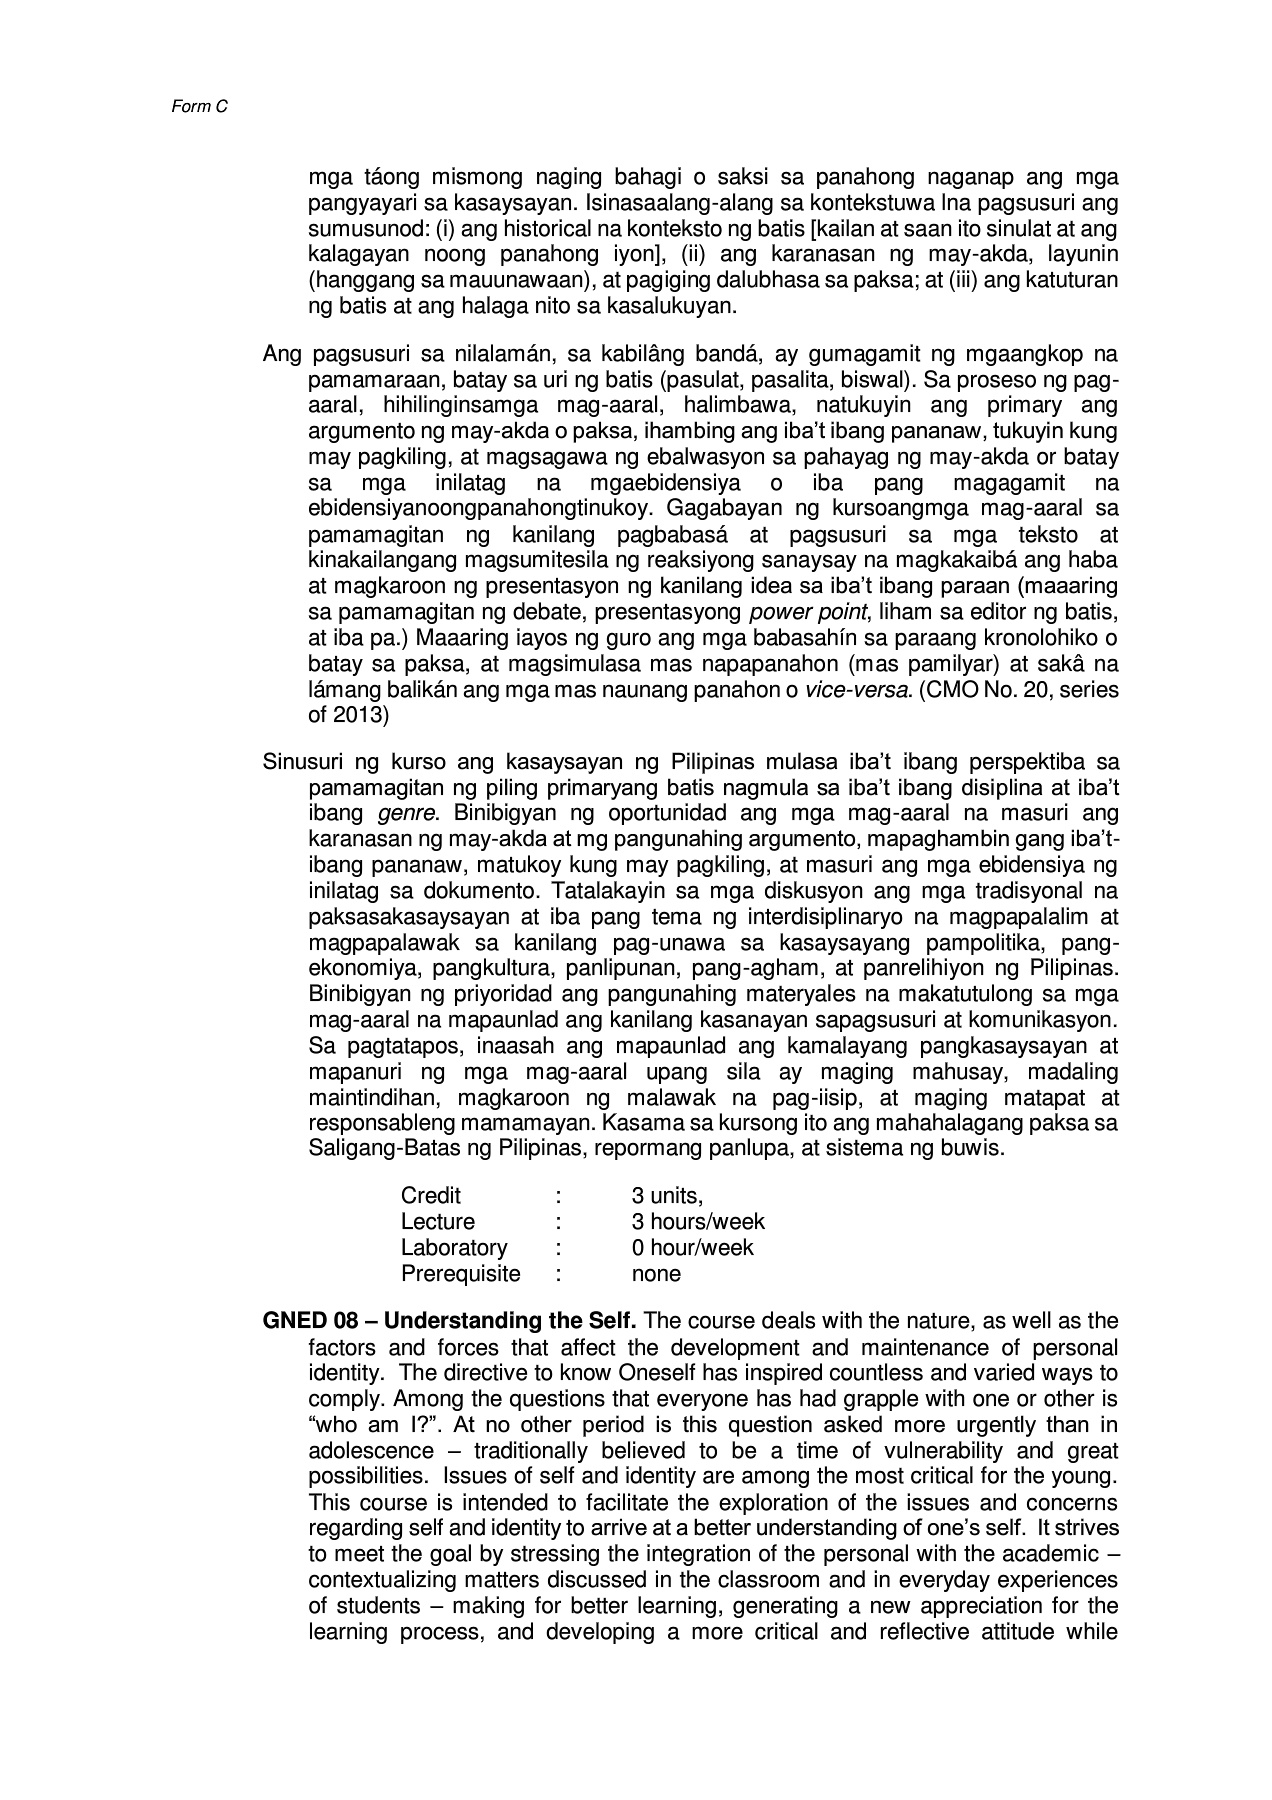 Form C
mga táong mismong naging bahagi o saksi sa panahong naganap ang mga
pangyayari sa kasaysayan. Isinasaalang-alang sa kontekstuwa lna pagsusuri ang
sumusunod: (i) ang historical na konteksto ng batis [kailan at saan ito sinulat at ang
kalagayan noong panahong iyon], (ii) ang karanasan ng may-akda, layunin
(hanggang sa mauunawaan), at pagiging dalubhasa sa paksa; at (iii) ang katuturan
ng batis at ang halaga nito sa kasalukuyan.
Ang pagsusuri sa nilalamán, sa kabilâng bandá, ay gumagamit ng mgaangkop na
pamamaraan, batay sa uri ng batis (pasulat, pasalita, biswal). Sa proseso ng pag-
aaral, hihilinginsamga mag-aaral, halimbawa, natukuyin ang primary ang
argumento ng may-akda o paksa, ihambing ang iba’t ibang pananaw, tukuyin kung
may pagkiling, at magsagawa ng ebalwasyon sa pahayag ng may-akda or batay
sa mga inilatag na mgaebidensiya o iba pang magagamit na
ebidensiyanoongpanahongtinukoy. Gagabayan ng kursoangmga mag-aaral sa
pamamagitan ng kanilang pagbabasá at pagsusuri sa mga teksto at
kinakailangang magsumitesila ng reaksiyong sanaysay na magkakaibá ang haba
at magkaroon ng presentasyon ng kanilang idea sa iba’t ibang paraan (maaaring
sa pamamagitan ng debate, presentasyong power point, liham sa editor ng batis,
at iba pa.) Maaaring iayos ng guro ang mga babasahín sa paraang kronolohiko o
batay sa paksa, at magsimulasa mas napapanahon (mas pamilyar) at sakâ na
lámang balikán ang mga mas naunang panahon o vice-versa. (CMO No. 20, series
of 2013)
Sinusuri ng kurso ang kasaysayan ng Pilipinas mulasa iba’t ibang perspektiba sa
pamamagitan ng piling primaryang batis nagmula sa iba’t ibang disiplina at iba’t
ibang genre. Binibigyan ng oportunidad ang mga mag-aaral na masuri ang
karanasan ng may-akda at mg pangunahing argumento, mapaghambin gang iba’t-
ibang pananaw, matukoy kung may pagkiling, at masuri ang mga ebidensiya ng
inilatag sa dokumento. Tatalakayin sa mga diskusyon ang mga tradisyonal na
paksasakasaysayan at iba pang tema ng interdisiplinaryo na magpapalalim at
magpapalawak sa kanilang pag-unawa sa kasaysayang pampolitika, pang-
ekonomiya, pangkultura, panlipunan, pang-agham, at panrelihiyon ng Pilipinas.
Binibigyan ng priyoridad ang pangunahing materyales na makatutulong sa mga
mag-aaral na mapaunlad ang kanilang kasanayan sapagsusuri at komunikasyon.
Sa pagtatapos, inaasah ang mapaunlad ang kamalayang pangkasaysayan at
mapanuri ng mga mag-aaral upang sila ay maging mahusay, madaling
maintindihan, magkaroon ng malawak na pag-iisip, at maging matapat at
responsableng mamamayan. Kasama sa kursong ito ang mahahalagang paksa sa
Saligang-Batas ng Pilipinas, repormang panlupa, at sistema ng buwis.
Credit : 3 units,
Lecture : 3 hours/week
Laboratory : 0 hour/week
Prerequisite : none
GNED 08 – Understanding the Self. The course deals with the nature, as well as the
factors and forces that affect the development and maintenance of personal
identity. The directive to know Oneself has inspired countless and varied ways to
comply. Among the questions that everyone has had grapple with one or other is
“who am I?”. At no other period is this question asked more urgently than in
adolescence – traditionally believed to be a time of vulnerability and great
possibilities. Issues of self and identity are among the most critical for the young.
This course is intended to facilitate the exploration of the issues and concerns
regarding self and identity to arrive at a better understanding of one’s self. It strives
to meet the goal by stressing the integration of the personal with the academic –
contextualizing matters discussed in the classroom and in everyday experiences
of students – making for better learning, generating a new appreciation for the
learning process, and developing a more critical and reflective attitude while